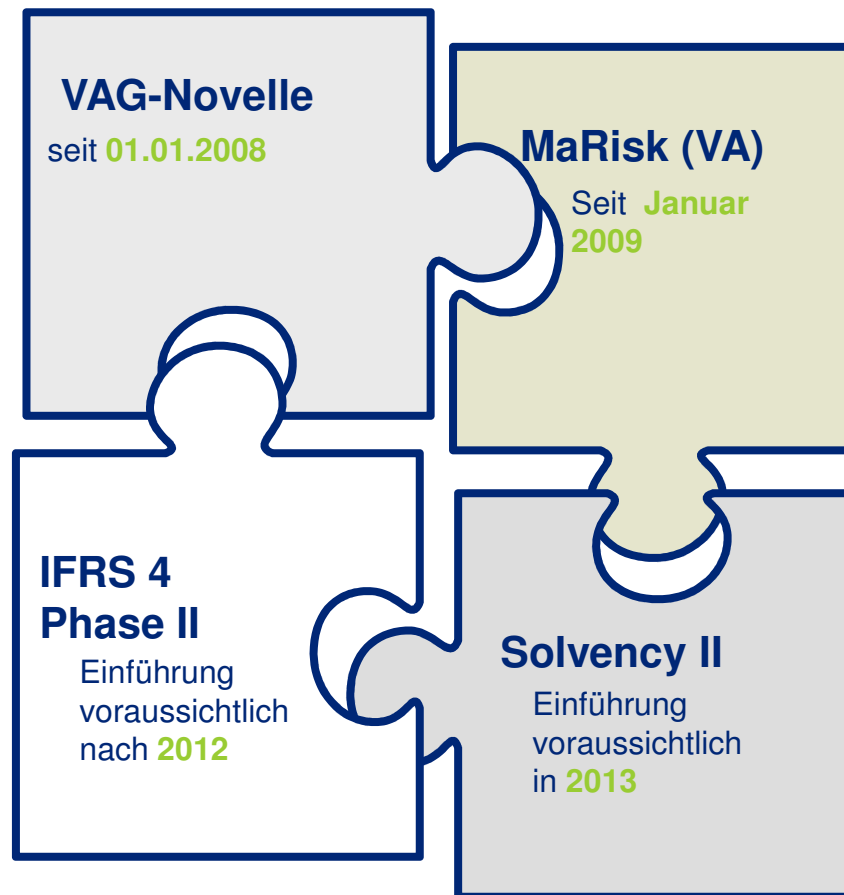 VAG-Novelle
seit 01.01.2008
MaRisk (VA)
Seit Januar
2009
IFRS 4
Phase II
Einführung
voraussichtlich
nach 2012
Solvency II
Einführung
voraussichtlich
in 2013